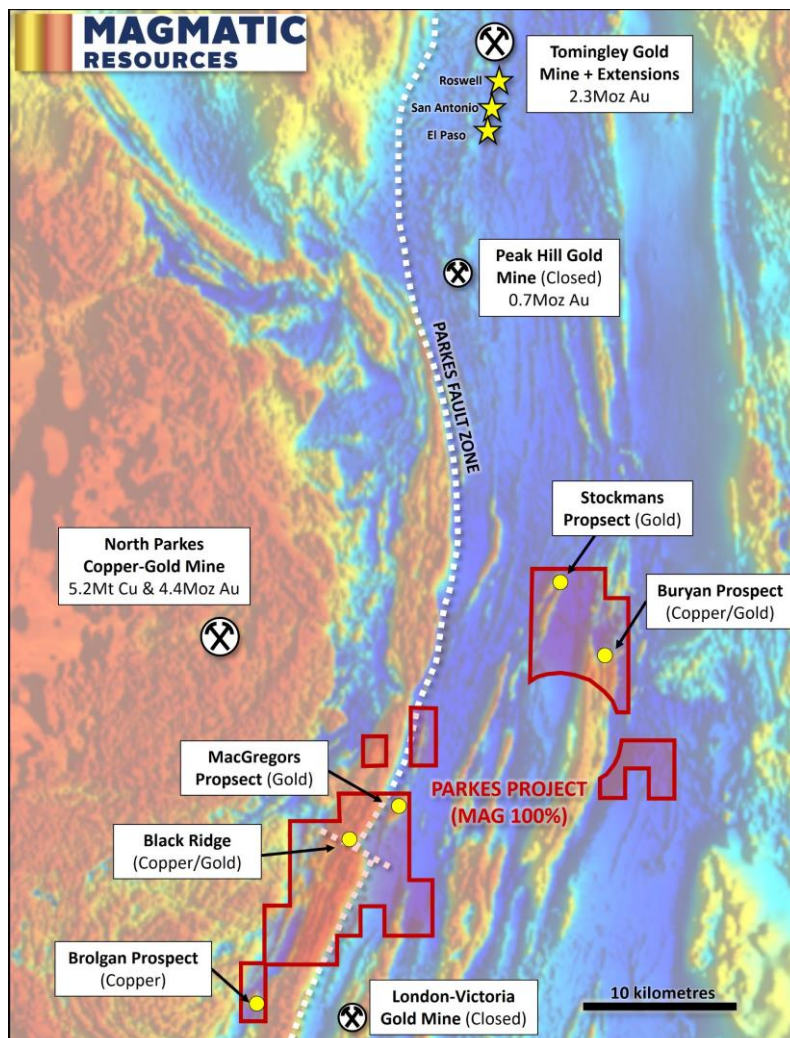 MAGMATIC
RESOURCES
Tomingley Gold
Mine + Extensions
2.3Moz Au
Roswell
San Antonio
El Paso
Peak Hill Gold
Mine (Closed)
0.7Moz Au
PARKES FAULT ZONE
Stockmans
Propsect (Gold)
North Parkes
Copper-Gold Mine
5.2Mt Cu & 4.4Moz Au
Buryan Prospect
(Copper/Gold)
MacGregors
Propsect (Gold)
PARKES PROJECT
(MAG 100%)
Black Ridge
(Copper/Gold)
Brolgan Prospect
(Copper)
London-Victoria
Gold Mine (Closed)
10 kilometres